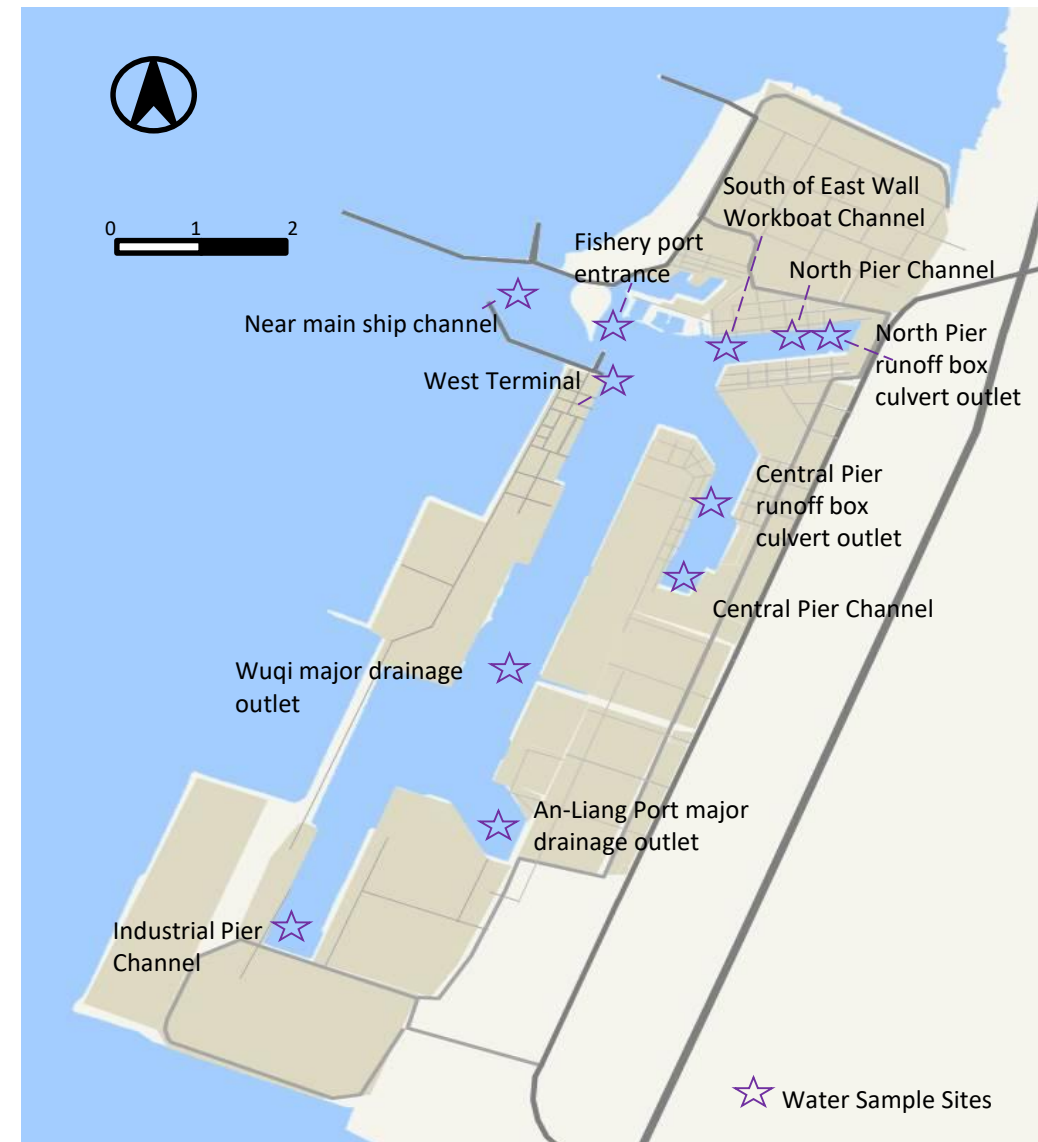 South of East Wall
Workboat Channel
0 1 2
Fishery port
entrance
North Pier Channel
Near main ship channel
North Pier
runoff box
culvert outlet
West Terminal
Central Pier
runoff box
culvert outlet
Central Pier Channel
Wuqi major drainage
outlet
An-Liang Port major
drainage outlet
Industrial Pier
Channel
Water Sample Sites